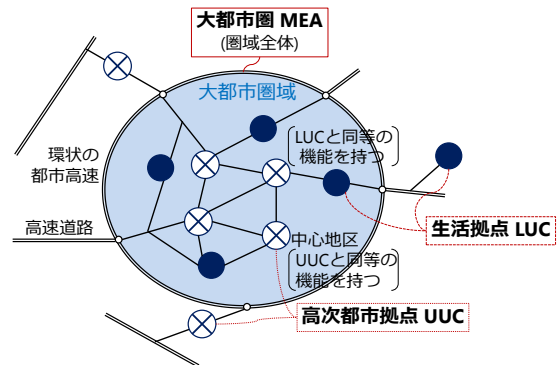 大都市圏 MEA
(圏域全体)
大都市圏域
LUCと同等の
機能を持つ
環状の
都市高速
高速道路
生活拠点 LUC
中心地区
UUCと同等の
機能を持つ
高次都市拠点 UUC